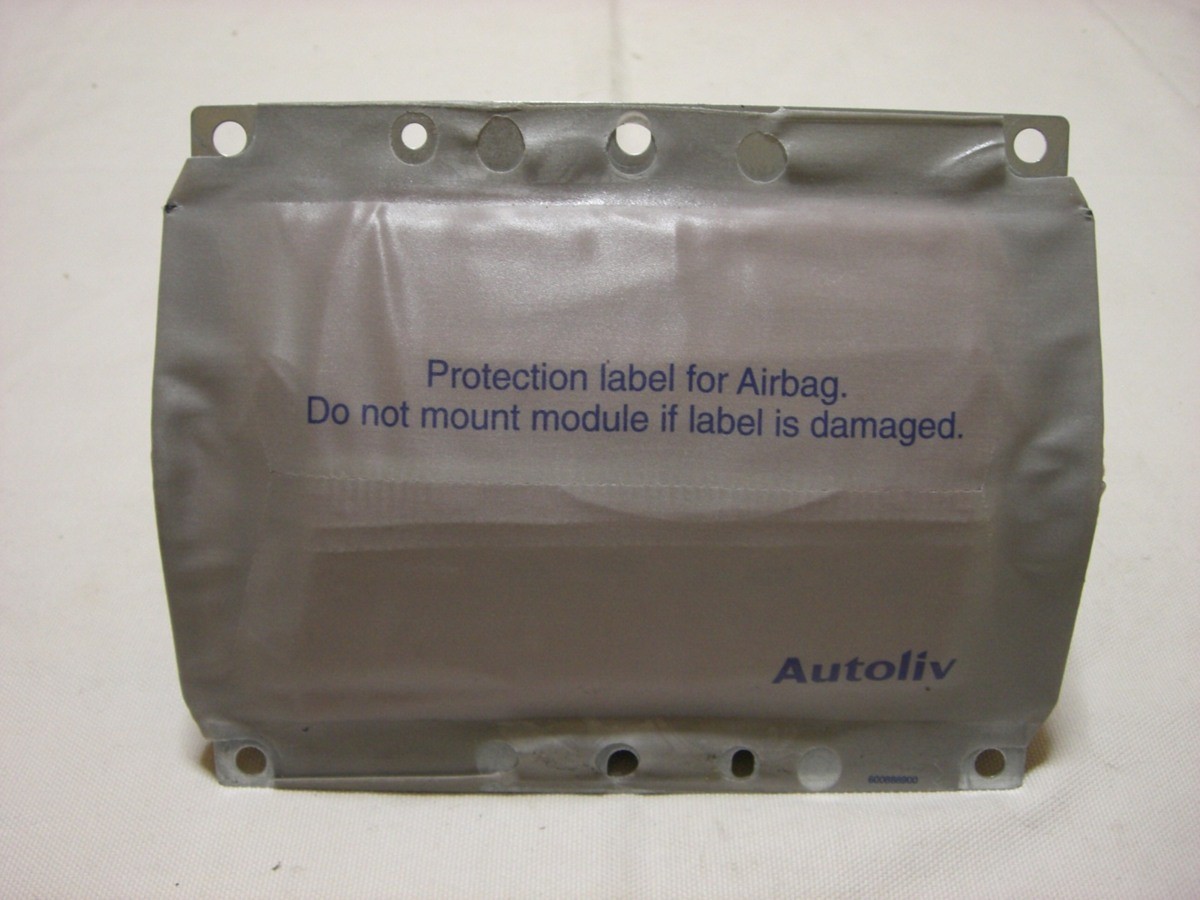 Protection label for Airbag.
Do not mount module if label is damaged.
Autoliv